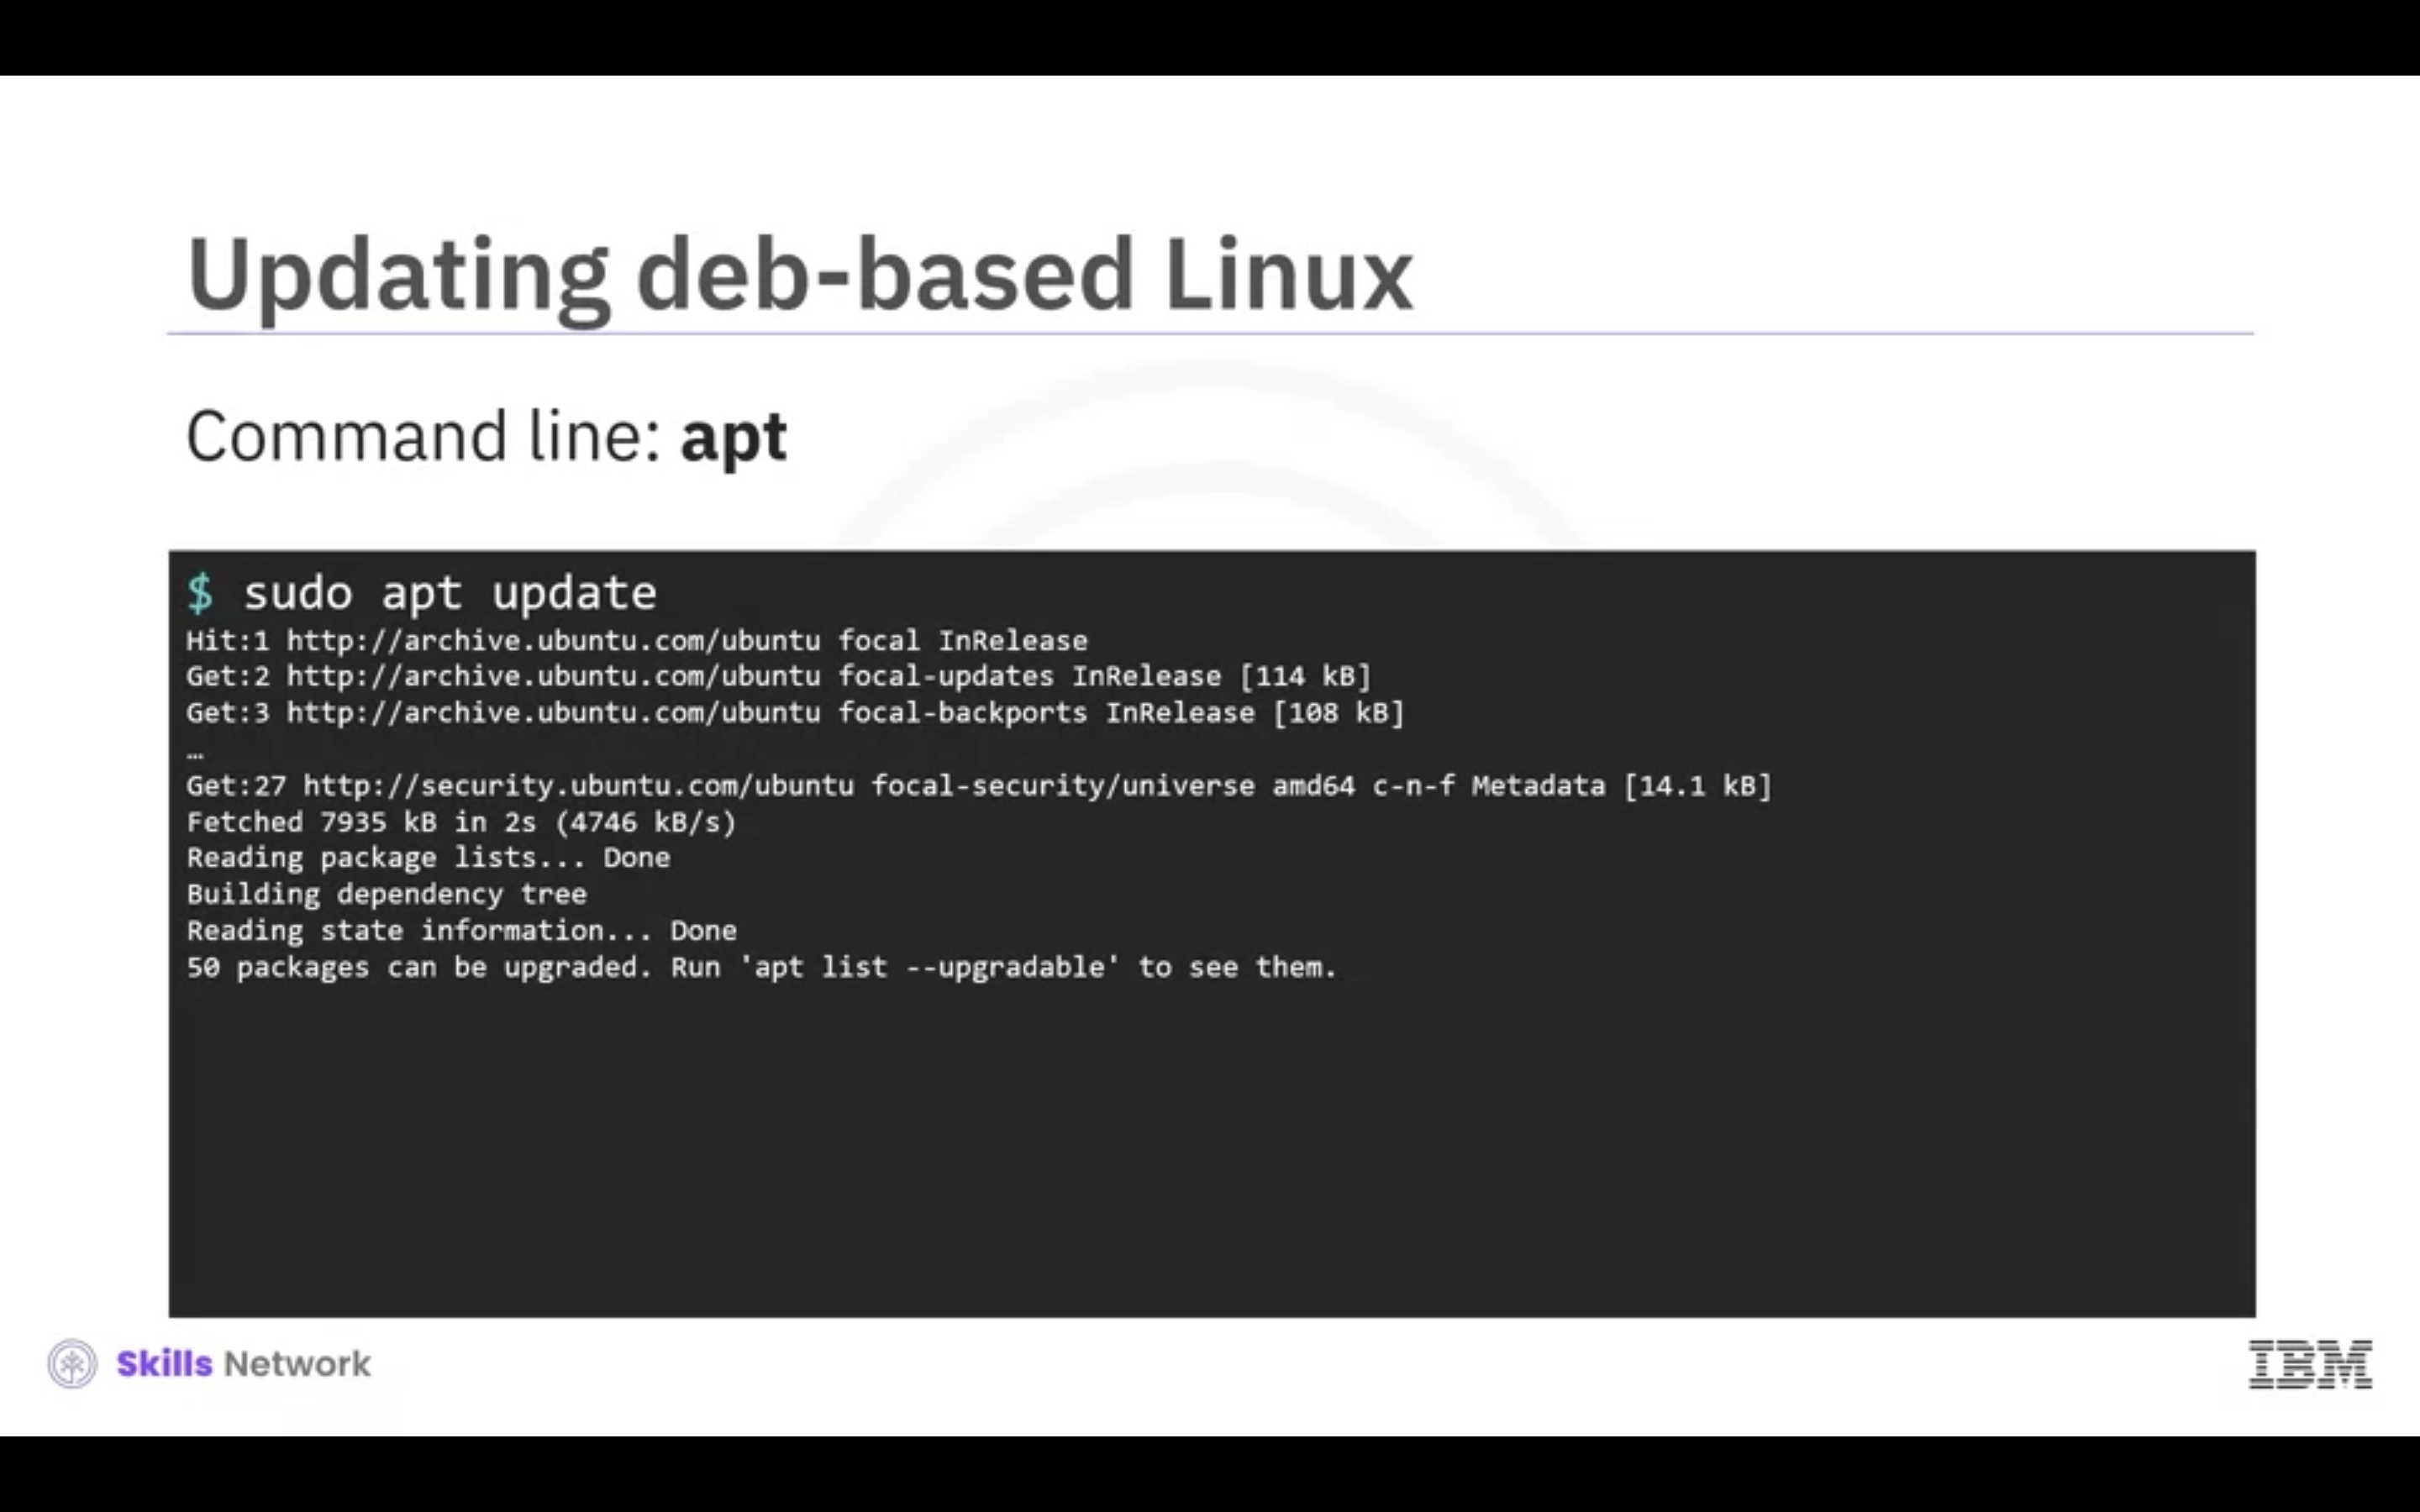 Updating deb-based Linux
Command line: apt
$ sudo apt update
Hit:1 http://archive.ubuntu.com/ubuntu focal InRelease
Get:2 http://archive.ubuntu.com/ubuntu focal-updates InRelease [114 kB]
Get:3 http://archive.ubuntu.com/ubuntu focal-backports InRelease [108 kB]
…
Get:27 http://security.ubuntu.com/ubuntu focal-security/universe amd64 c-n-f Metadata [14.1 kB]
Fetched 7935 kB in 2s (4746 kB/s)
Reading package lists... Done
Building dependency tree
Reading state information... Done
50 packages can be upgraded. Run 'apt list --upgradable' to see them.
Skills Network
IBM